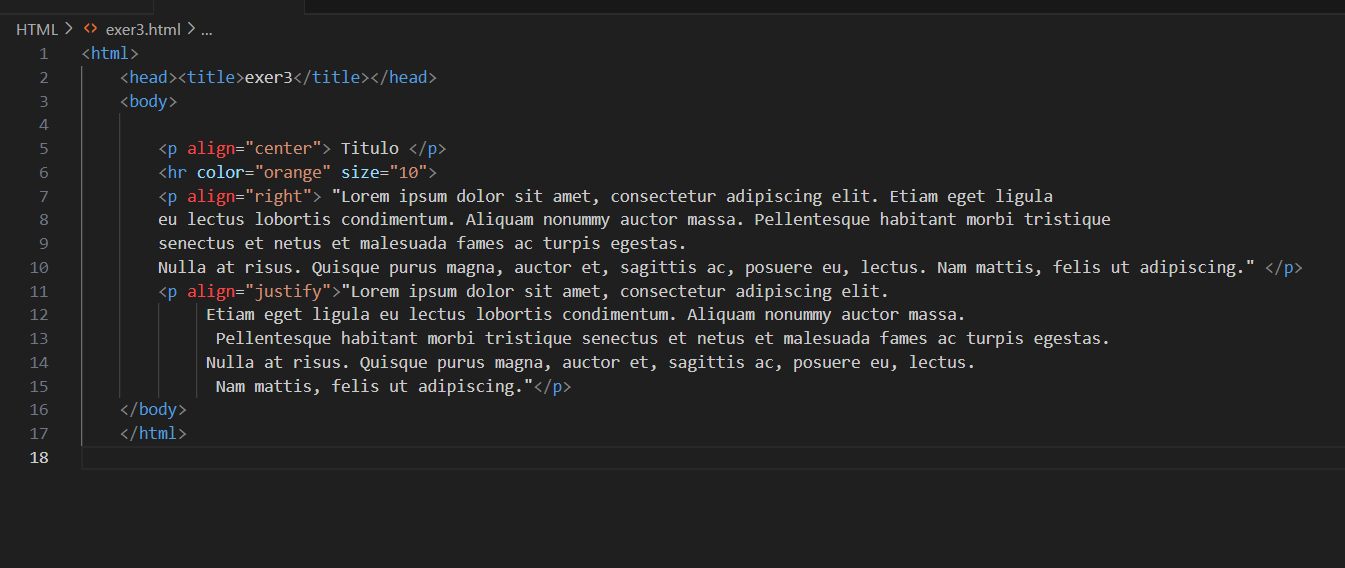 HTML > <> exer3.html > ...
1 <html>
2 <head><title>exer3</title></head>
3 <body>
4
5 <p align="center"> Titulo </p>
6 <hr color="orange" size="10">
7 <p align="right"> "Lorem ipsum dolor sit amet, consectetur adipiscing elit. Etiam eget ligula
8 eu lectus lobortis condimentum. Aliquam nonummy auctor massa. Pellentesque habitant morbi tristique
9 senectus et netus et malesuada fames ac turpis egestas.
10 Nulla at risus. Quisque purus magna, auctor et, sagittis ac, posuere eu, lectus. Nam mattis, felis ut adipiscing." </p>
11 <p align="justify">"Lorem ipsum dolor sit amet, consectetur adipiscing elit.
12 Etiam eget ligula eu lectus lobortis condimentum. Aliquam nonummy auctor massa.
13 Pellentesque habitant morbi tristique senectus et netus et malesuada fames ac turpis egestas.
14 Nulla at risus. Quisque purus magna, auctor et, sagittis ac, posuere eu, lectus.
15 Nam mattis, felis ut adipiscing."</p>
16 </body>
17 </html>
18